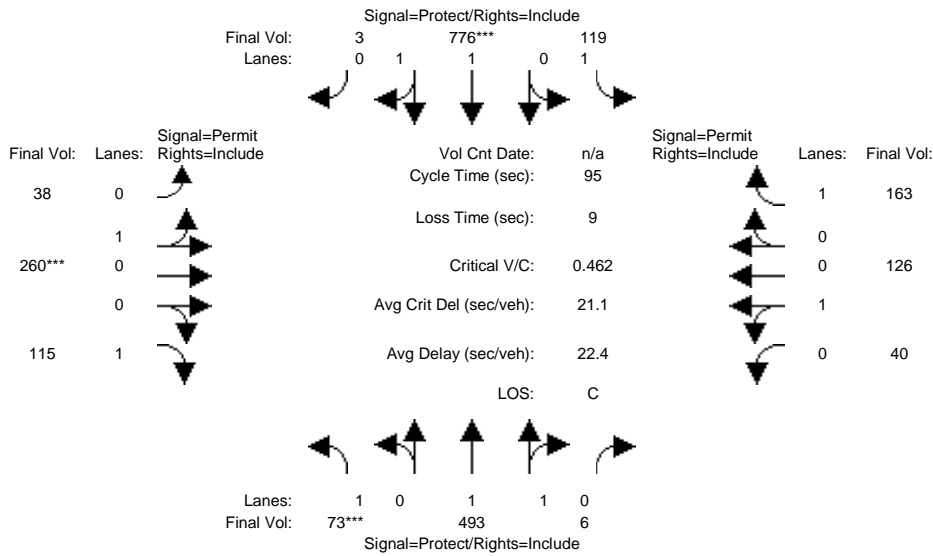 Signal=Protect/Rights=Include
Final Vol: 3 776*** 119
Lanes: 0 1 1 0 1
Signal=Permit
Final Vol: Lanes: Rights=Include
Vol Cnt Date: n/a
Signal=Permit
Rights=Include Lanes: Final Vol:
Cycle Time (sec): 95
38 0
1 163
Loss Time (sec): 9
1
0
260*** 0
Critical V/C: 0.462
0 126
0
Avg Crit Del (sec/veh): 21.1
1
115 1
Avg Delay (sec/veh): 22.4
0 40
LOS: C
Lanes: 1 0 1 1 0
Final Vol: 73*** 493 6
Signal=Protect/Rights=Include